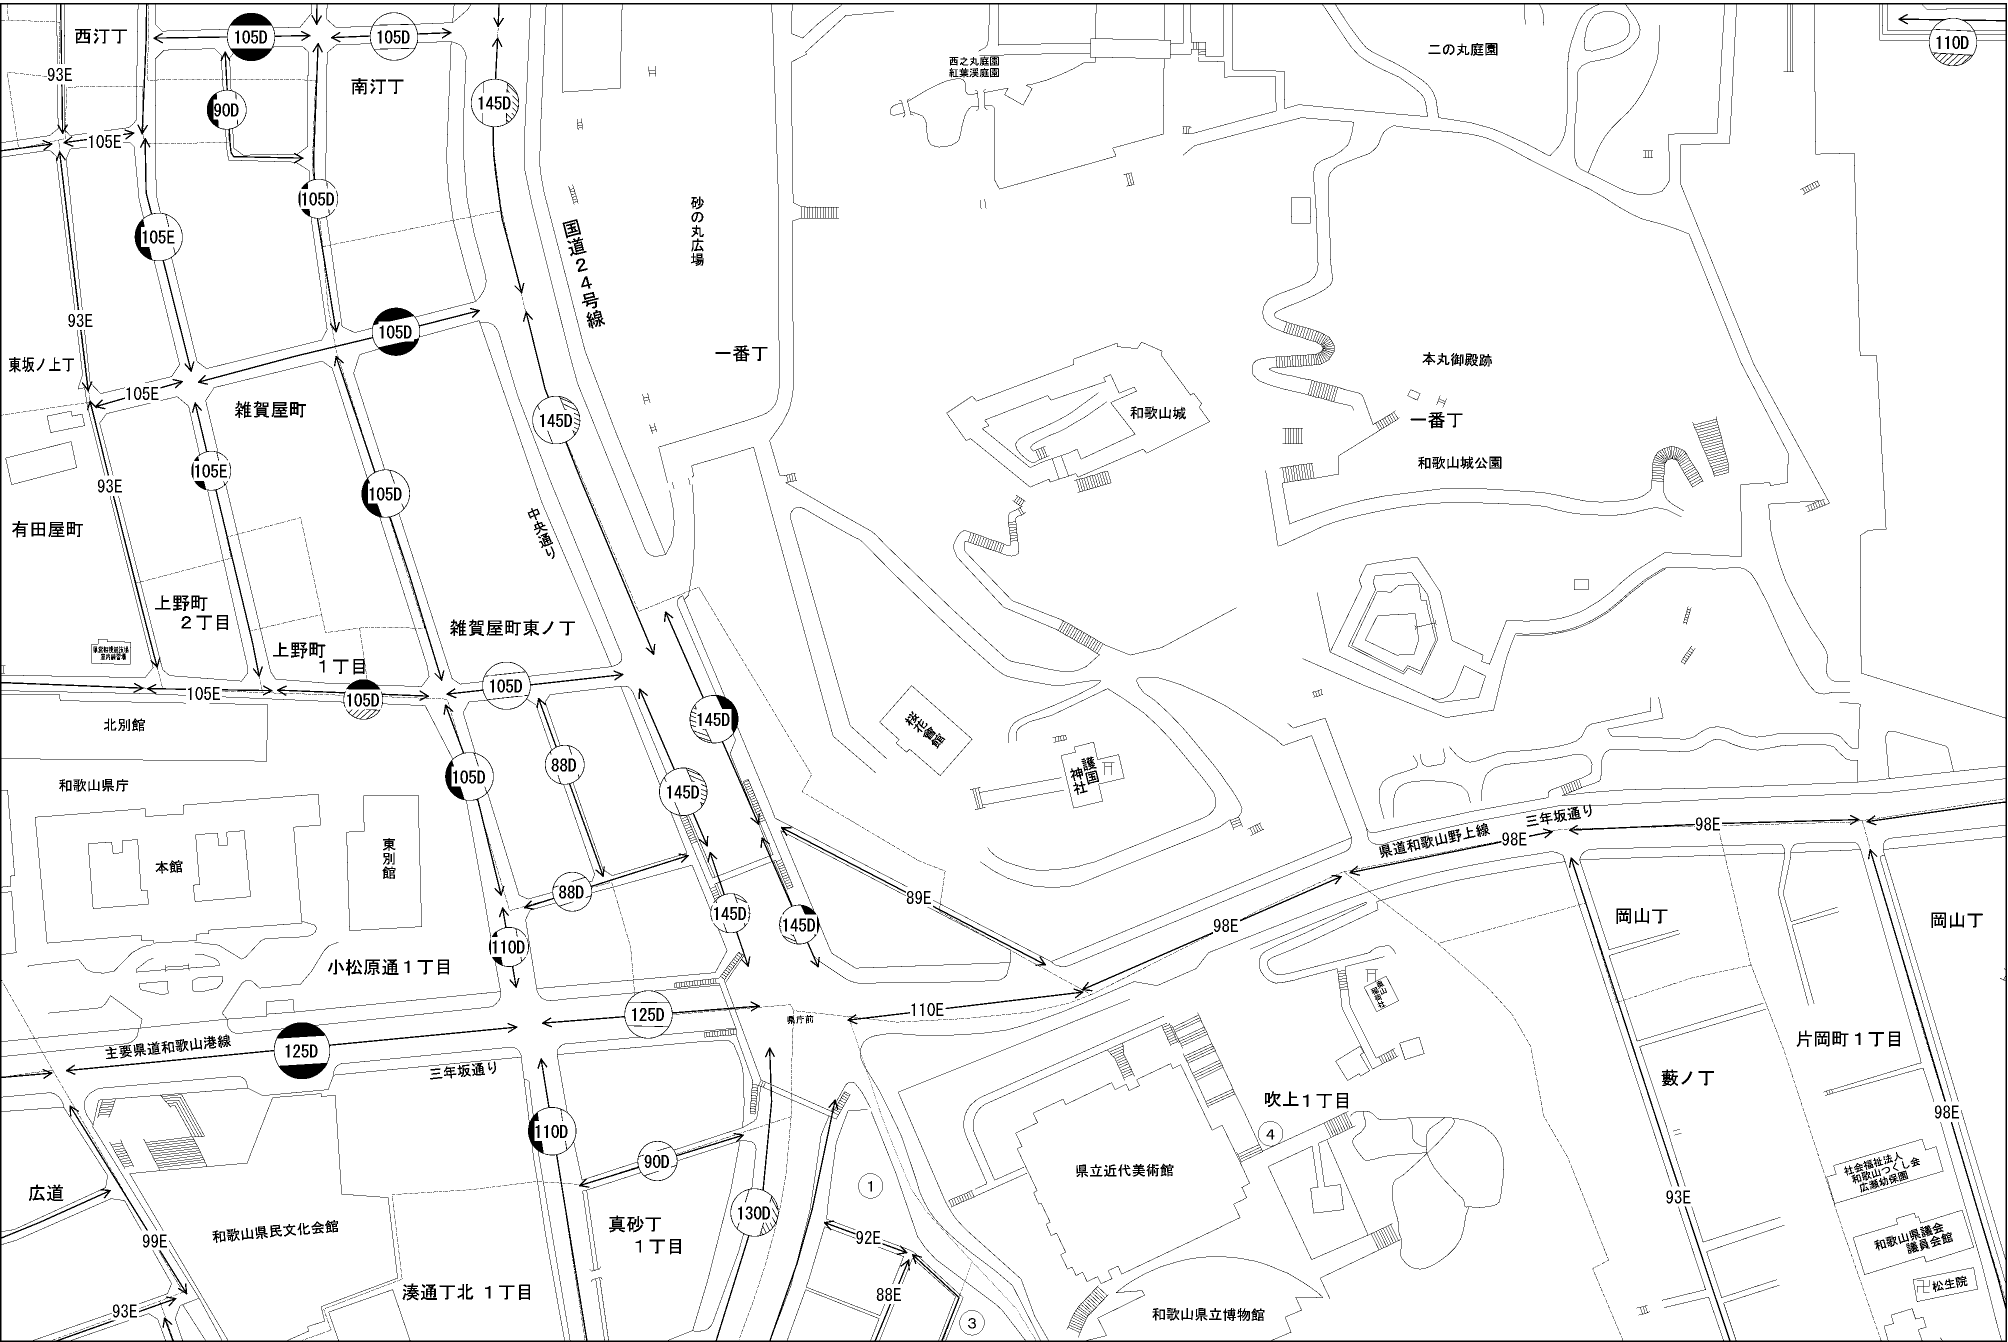 西汀丁
105D
105D
二の丸庭園
110D
西之丸庭園
紅葉渓庭園
93E
南汀丁
145D
90D
105E
105D
砂の丸広場
国道24号線
105E
93E
105D
東坂ノ上丁
一番丁
本丸御殿跡
105E
雑賀屋町
145D
和歌山城
一番丁
和歌山城公園
105E
93E
105D
有田屋町
中央通り
上野町
2丁目
雑賀屋町東ノ丁
上野町
1丁目
105E
105D
105D
北別館
145D
桜花會館
護国
神社
和歌山県庁
105D
88D
145D
東別館
本館
三年坂通り
県道和歌山野上線
98E
98E
88D
89E
145D
145D
98E
岡山丁
岡山丁
110D
小松原通1丁目
125D
110E
県庁前
主要県道和歌山港線
125D
三年坂通り
片岡町1丁目
藪ノ丁
吹上1丁目
98E
110D
4
90D
県立近代美術館
社会福祉法人
和歌山つくし会
広瀬幼保園
広道
1
93E
130D
和歌山県民文化会館
真砂丁
1丁目
99E
92E
和歌山県議会
議員会館
湊通丁北 1丁目
88E
松生院
93E
3
和歌山県立博物館